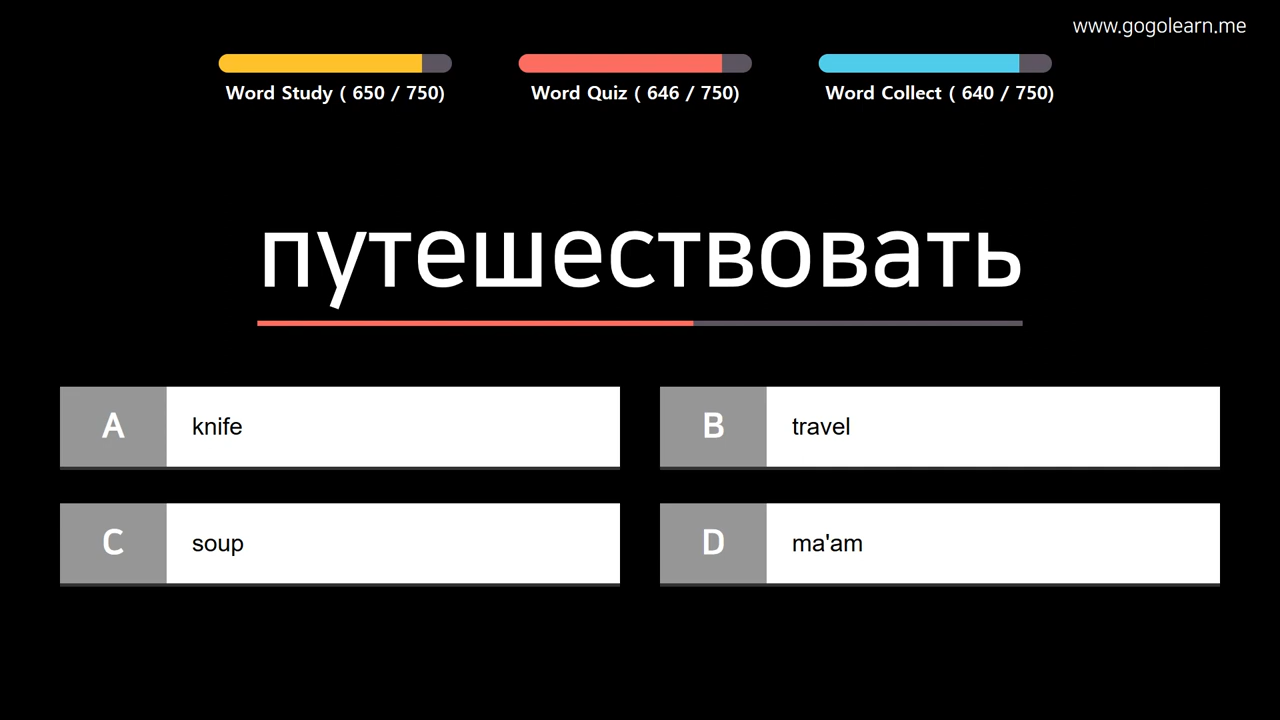 www.gogolearn.me
Word Study ( 650 / 750)
Word Quiz ( 646 / 750)
Word Collect ( 640 / 750)
путешествовать
A knife
B travel
C soup
D ma'am